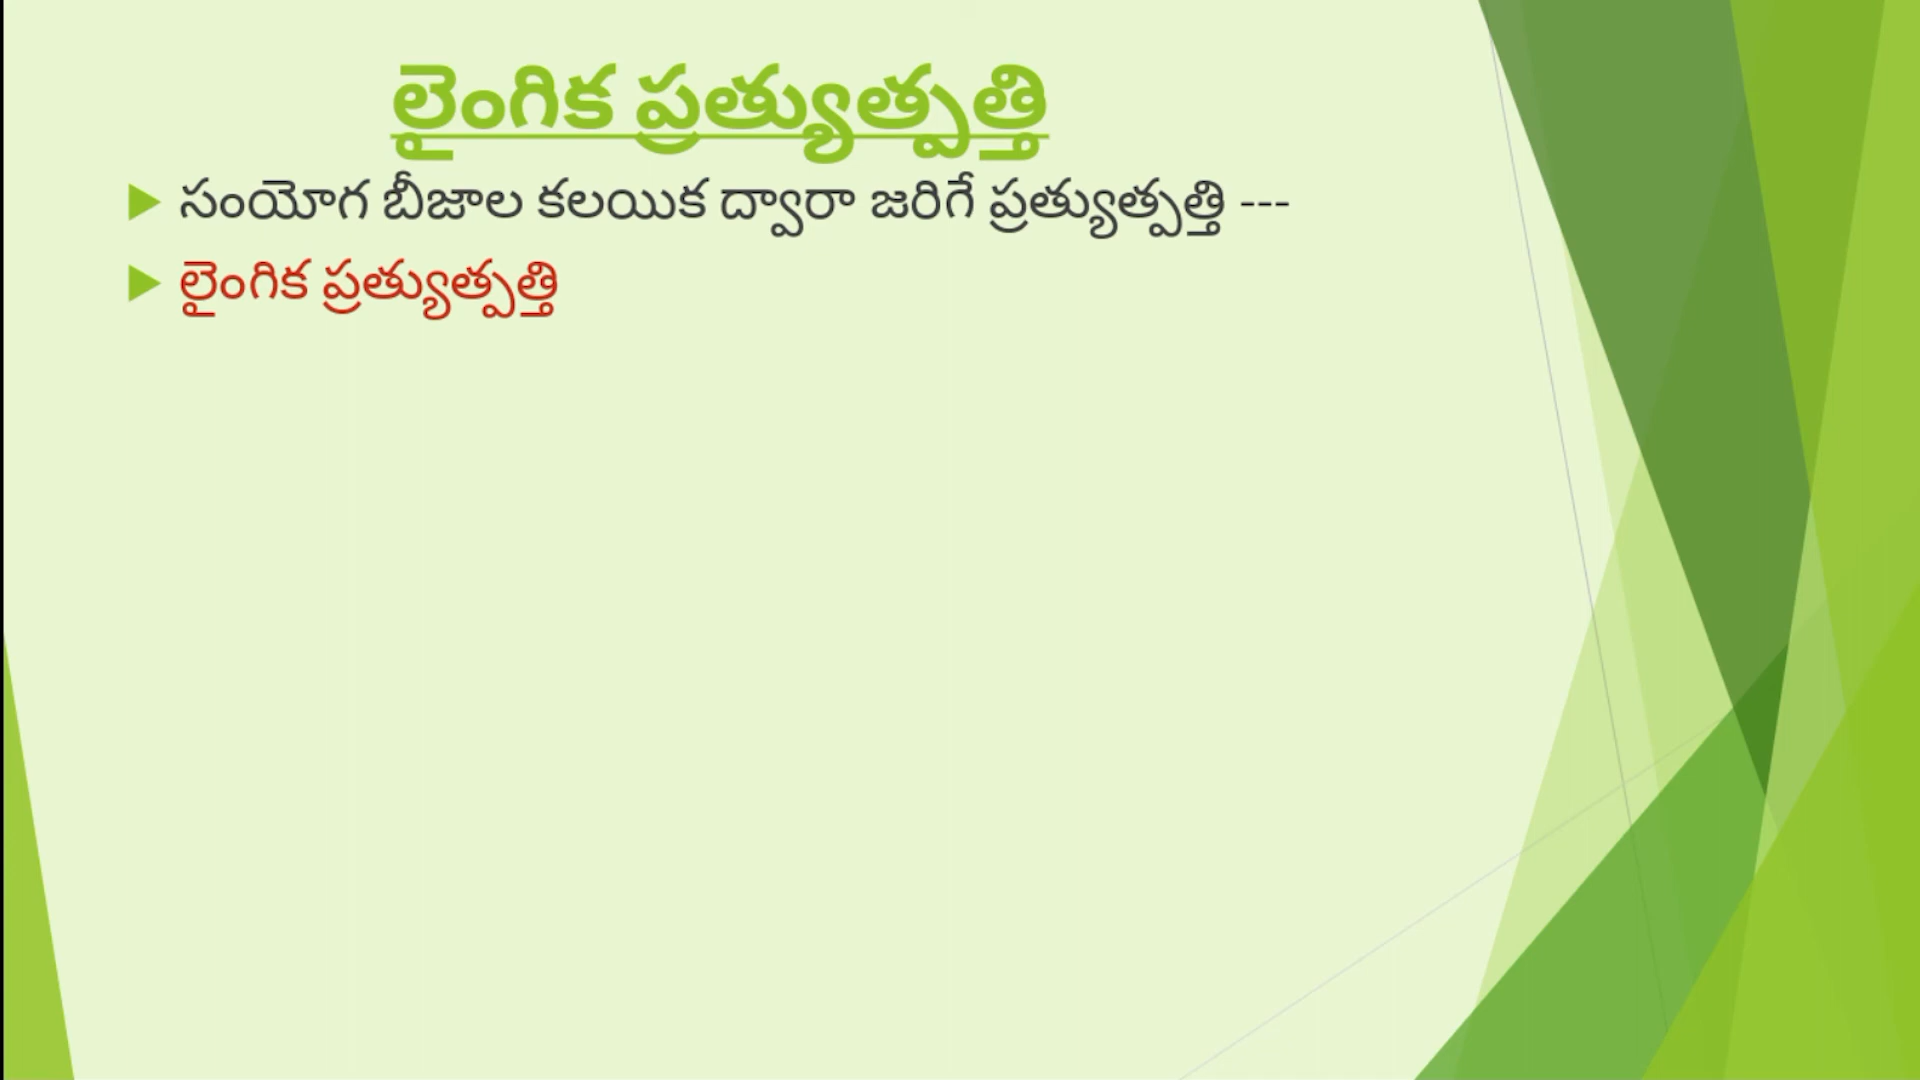 లైంగిక ప్రత్యుత్పత్తి
సంయోగ బీజాల కలయిక ద్వారా జరిగే ప్రత్యుత్పత్తి ---
లైంగిక ప్రత్యుత్పత్తి